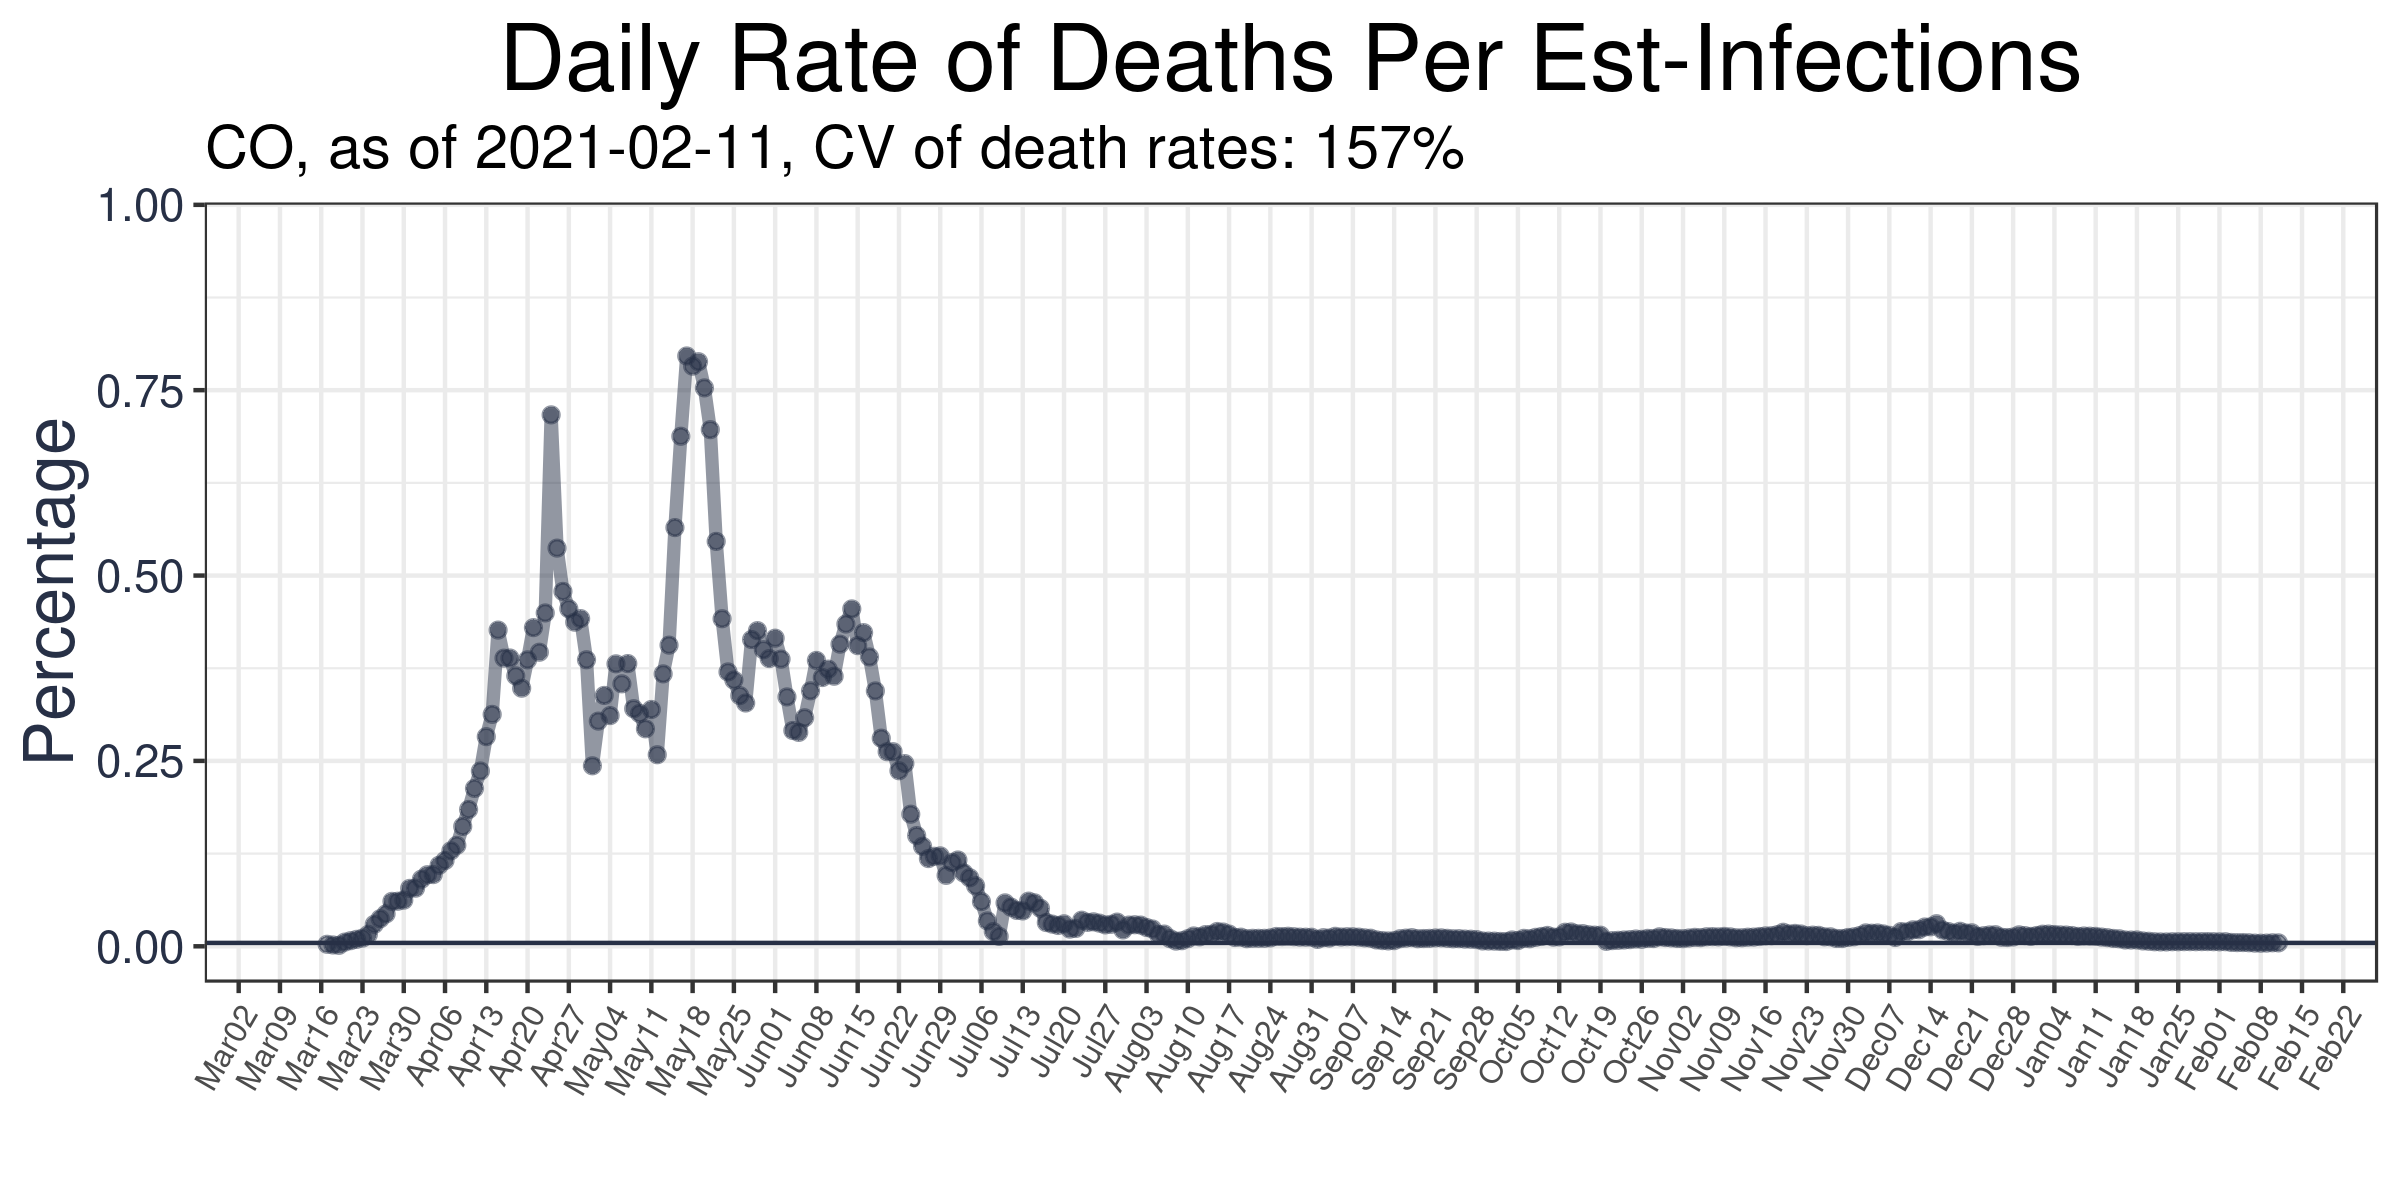 Daily Rate of Deaths Per Est-Infections
CO, as of 2021-02-11, CV of death rates: 157%
Percentage
1.00
0.75
0.50
0.25
0.00
Mar02
Mar09
Mar16
Mar23
Mar30
Apr06
Apr13
Apr20
Apr27
May04
May11
May18
May25
Jun01
Jun08
Jun15
Jun22
Jun29
Jul06
Jul13
Jul20
Jul27
Aug03
Aug10
Aug17
Aug24
Aug31
Sep07
Sep14
Sep21
Sep28
Oct05
Oct12
Oct19
Oct26
Nov02
Nov09
Nov16
Nov23
Nov30
Dec07
Dec14
Dec21
Dec28
Jan04
Jan11
Jan18
Jan25
Feb01
Feb08
Feb15
Feb22